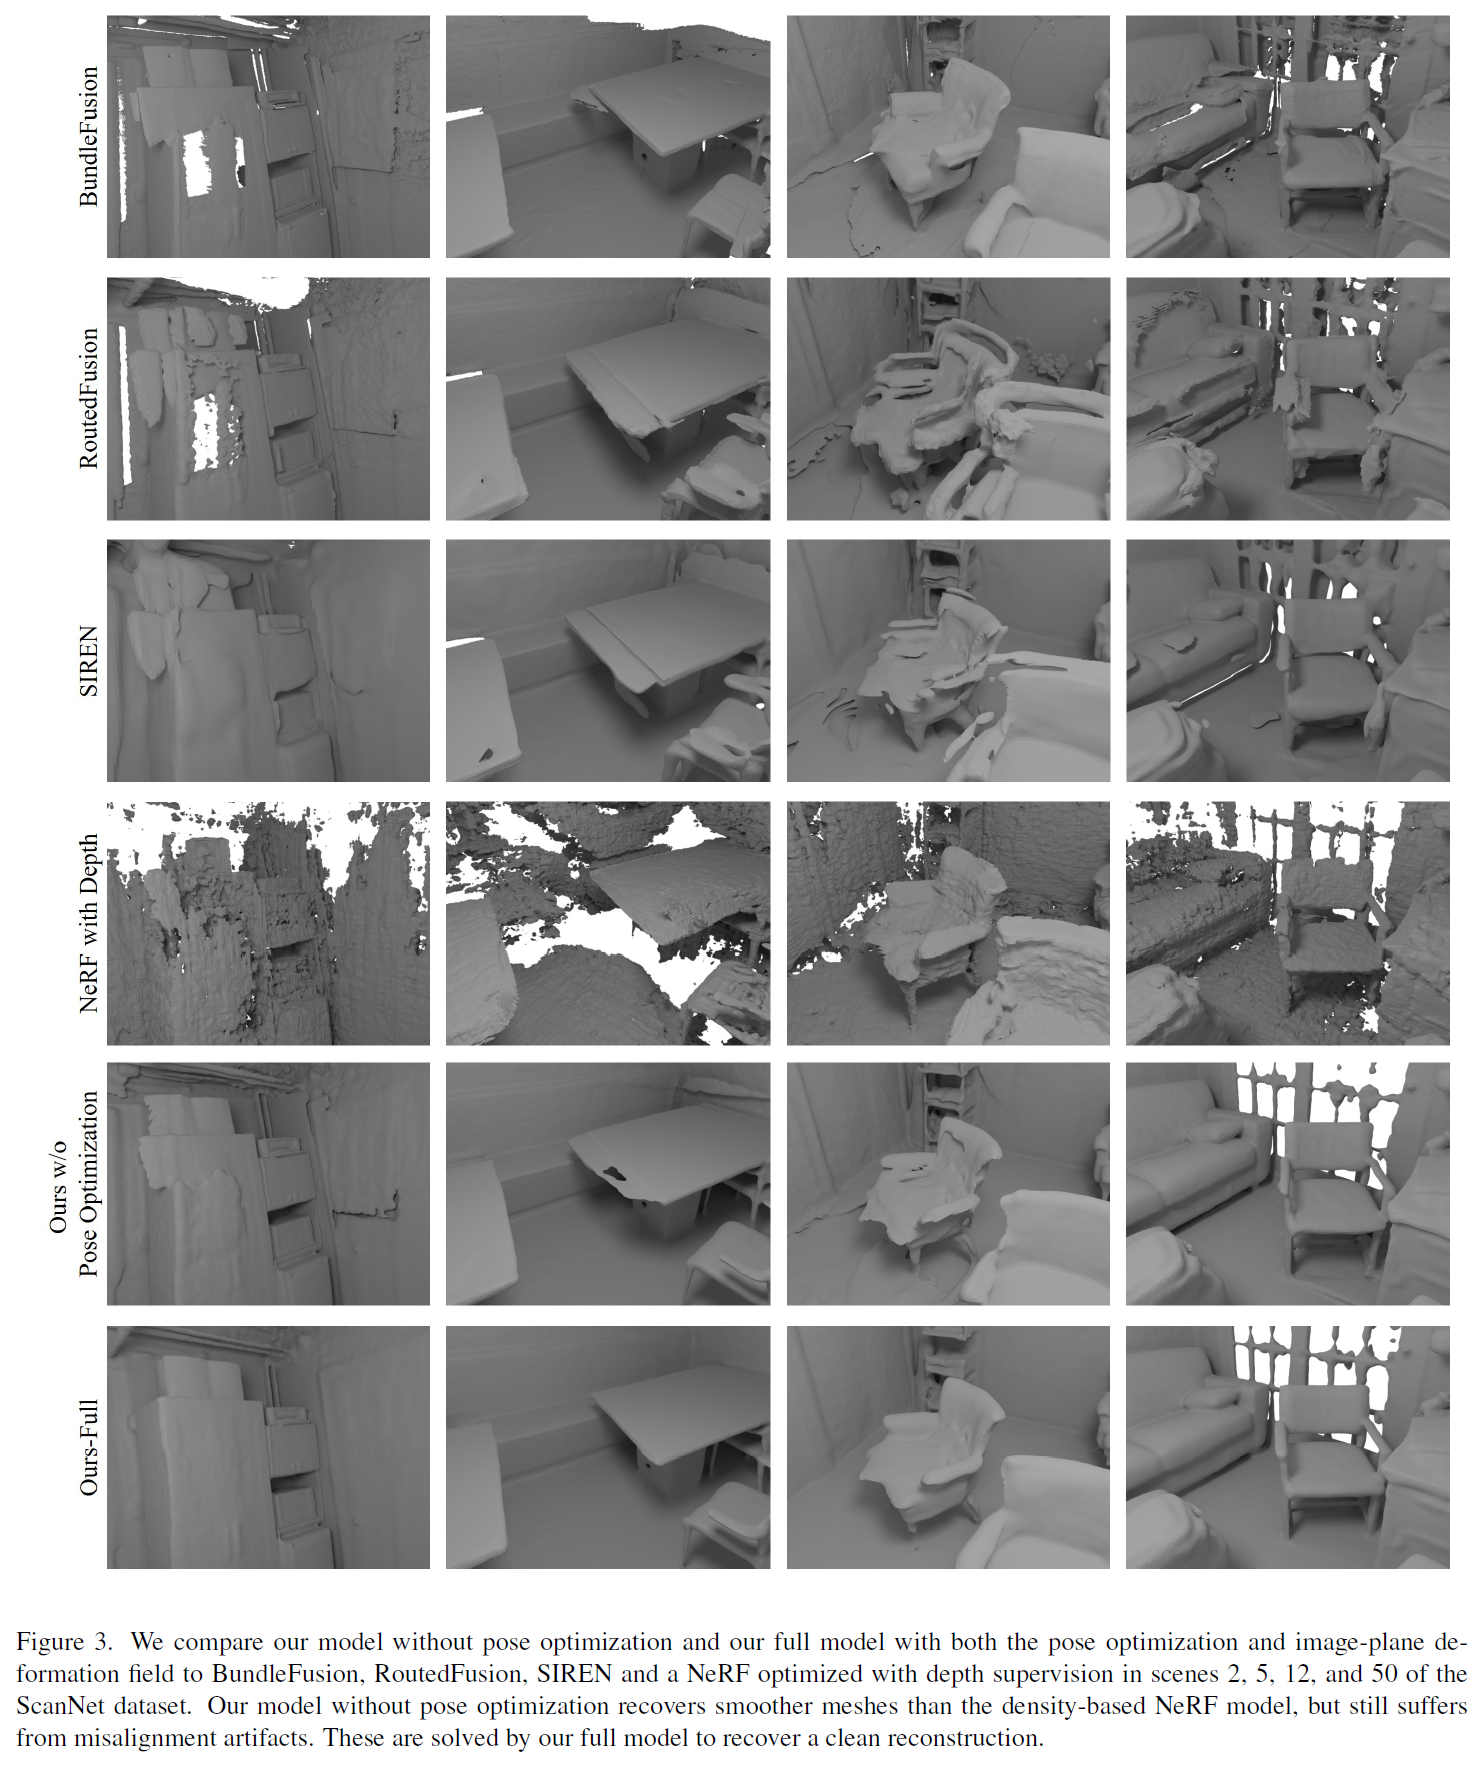 BundleFusion
RoutedFusion
SIREN
NeRF with Depth
Ours w/o
Pose Optimization
Ours-Full
Figure 3. We compare our model without pose optimization and our full model with both the pose optimization and image-plane de-
formation field to BundleFusion, RoutedFusion, SIREN and a NeRF optimized with depth supervision in scenes 2, 5, 12, and 50 of the
ScanNet dataset. Our model without pose optimization recovers smoother meshes than the density-based NeRF model, but still suffers
from misalignment artifacts. These are solved by our full model to recover a clean reconstruction.